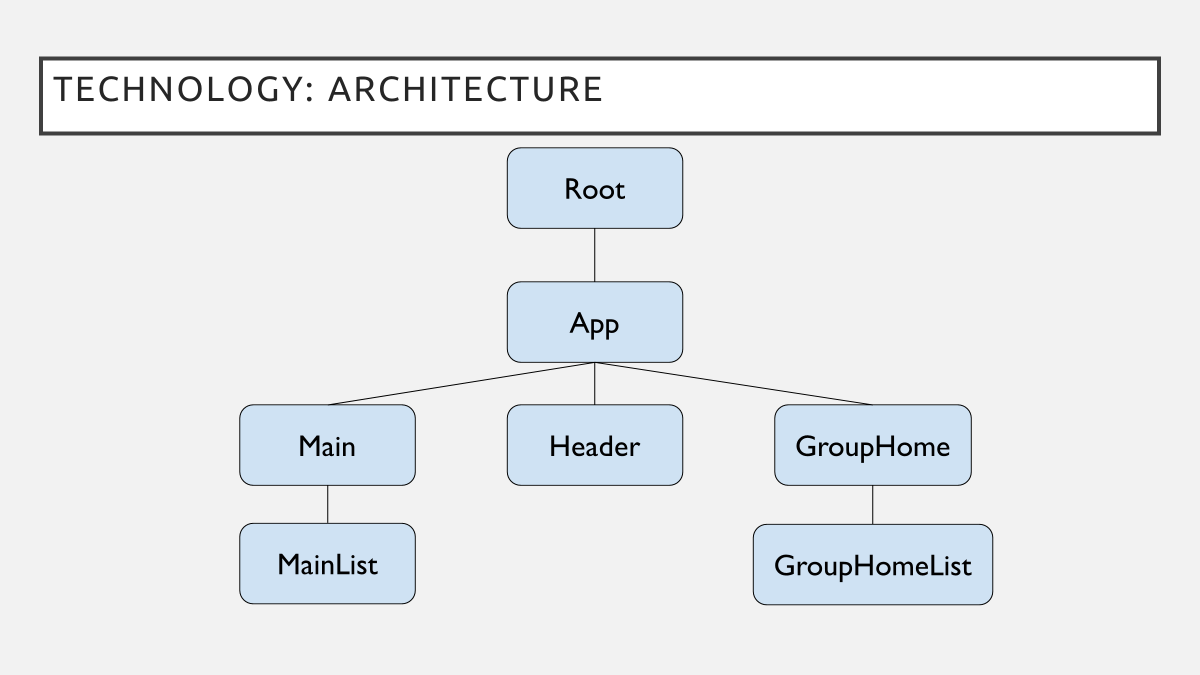 TECHNOLOGY: ARCHITECTURE
Root
App
Main
Header
GroupHome
MainList
GroupHomeList